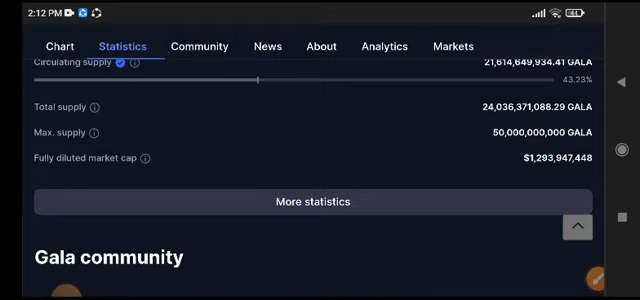 2:12 PM
Chart Statistics Community News About Analytics Markets
Circulating supply 21,614,649,934.41 GALA
43.23%
Total supply 24,036,371,088.29 GALA
Max. supply 50,000,000,000 GALA
Fully diluted market cap $1,293,947,448
More statistics
Gala community